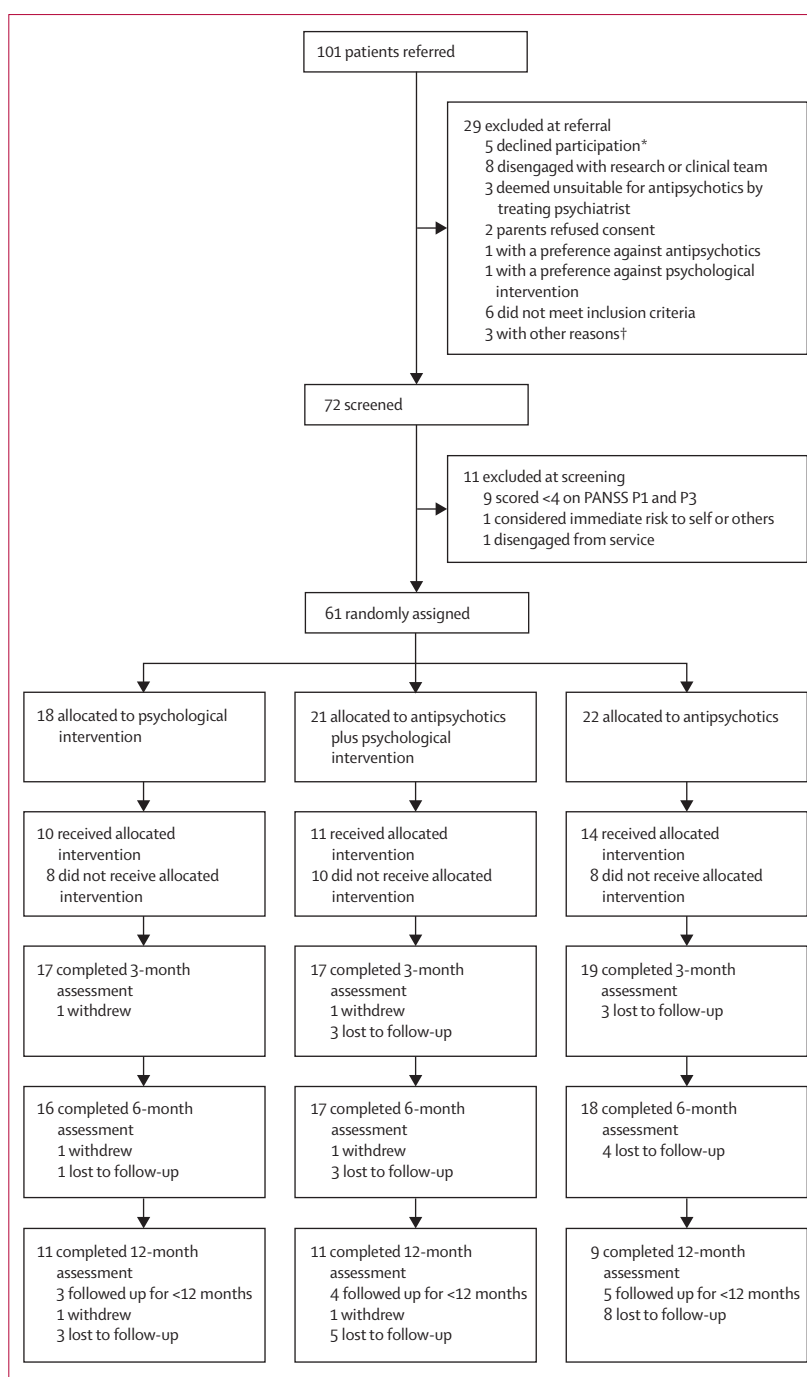 101 patients referred
29 excluded at referral
5 declined participation*
8 disengaged with research or clinical team
3 deemed unsuitable for antipsychotics by
treating psychiatrist
2 parents refused consent
1 with a preference against antipsychotics
1 with a preference against psychological
intervention
6 did not meet inclusion criteria
3 with other reasons†
72 screened
11 excluded at screening
9 scored <4 on PANSS P1 and P3
1 considered immediate risk to self or others
1 disengaged from service
61 randomly assigned
18 allocated to psychological
intervention
21 allocated to antipsychotics
plus psychological
intervention
22 allocated to antipsychotics
10 received allocated
intervention
8 did not receive allocated
intervention
11 received allocated
intervention
10 did not receive allocated
intervention
14 received allocated
intervention
8 did not receive allocated
intervention
17 completed 3-month
assessment
1 withdrew
17 completed 3-month
assessment
1 withdrew
3 lost to follow-up
19 completed 3-month
assessment
3 lost to follow-up
16 completed 6-month
assessment
1 withdrew
1 lost to follow-up
17 completed 6-month
assessment
1 withdrew
3 lost to follow-up
18 completed 6-month
assessment
4 lost to follow-up
11 completed 12-month
assessment
3 followed up for <12 months
1 withdrew
3 lost to follow-up
11 completed 12-month
assessment
4 followed up for <12 months
1 withdrew
5 lost to follow-up
9 completed 12-month
assessment
5 followed up for <12 months
8 lost to follow-up